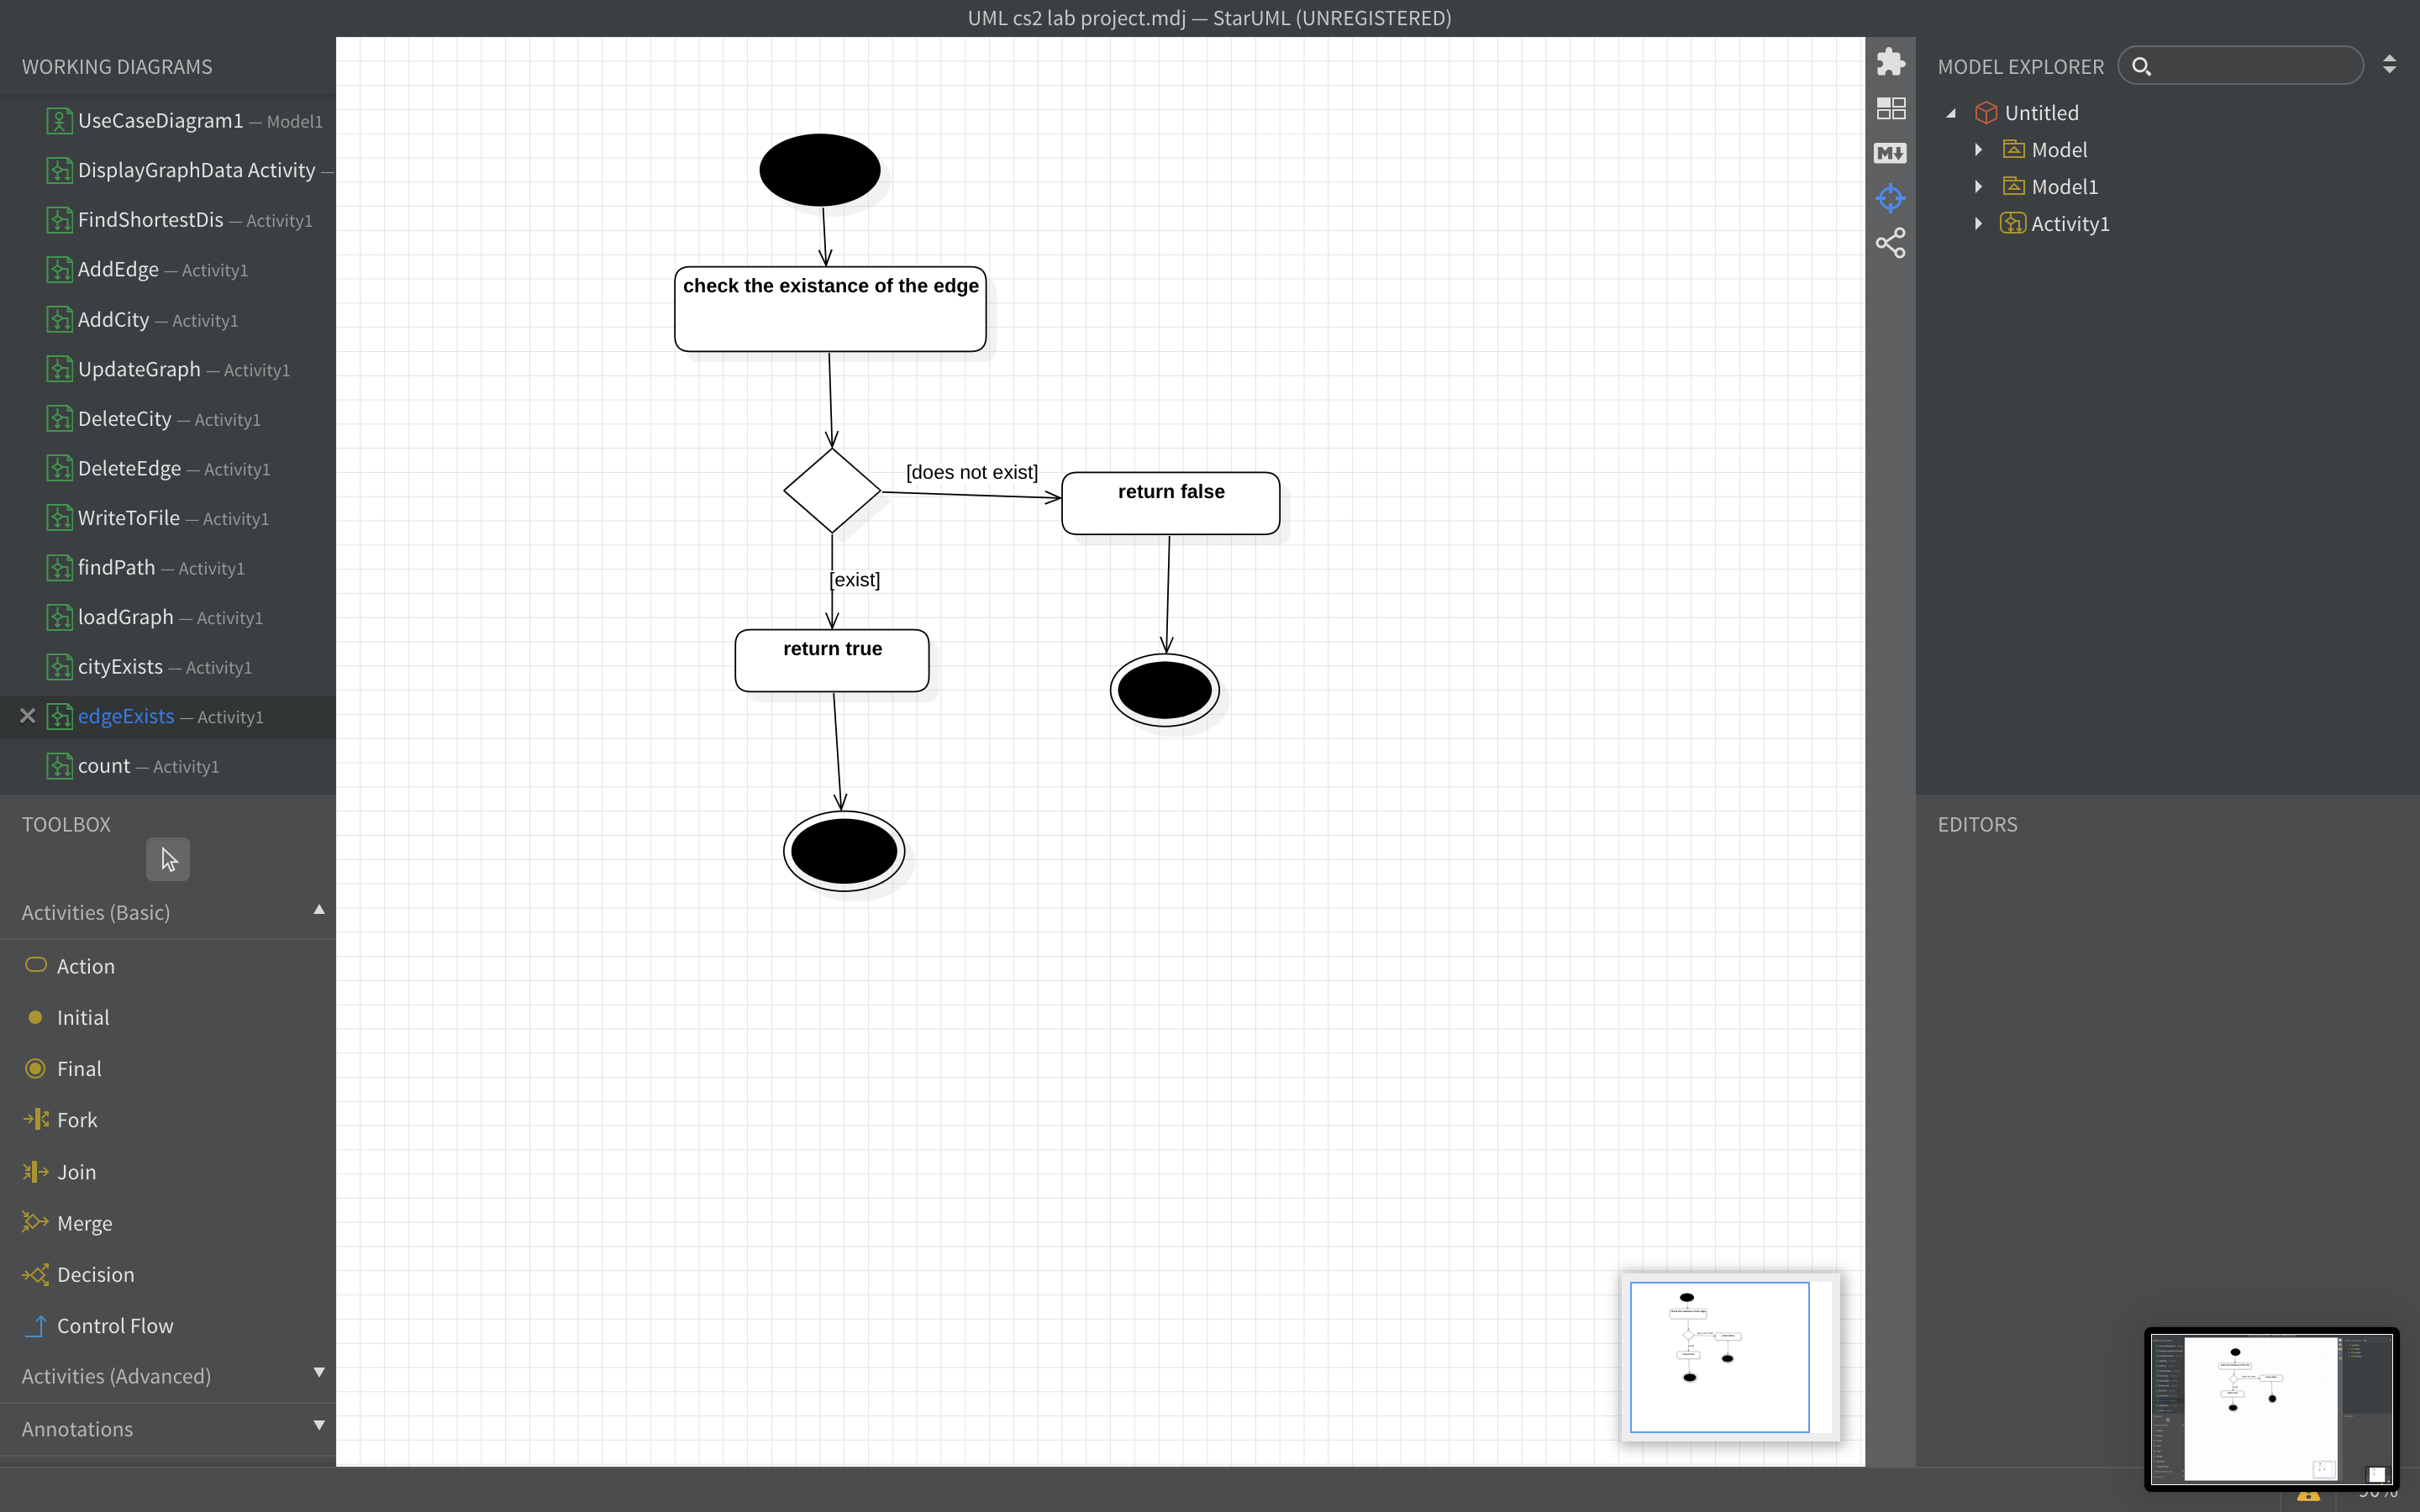 UML cs2 lab project.mdj — StarUML (UNREGISTERED)
WORKING DIAGRAMS
UseCaseDiagram1 — Model1
DisplayGraphData Activity —
FindShortestDis — Activity1
AddEdge — Activity1
AddCity — Activity1
UpdateGraph — Activity1
DeleteCity — Activity1
DeleteEdge — Activity1
WriteToFile — Activity1
findPath — Activity1
loadGraph — Activity1
cityExists — Activity1
edgeExists — Activity1
count — Activity1
TOOLBOX
Activities (Basic)
Action
Initial
Final
Fork
Join
Merge
Decision
Control Flow
Activities (Advanced)
Annotations
check the existance of the edge
[does not exist]
return false
[exist]
return true
MODEL EXPLORER
Untitled
Model
Model1
Activity1
EDITORS